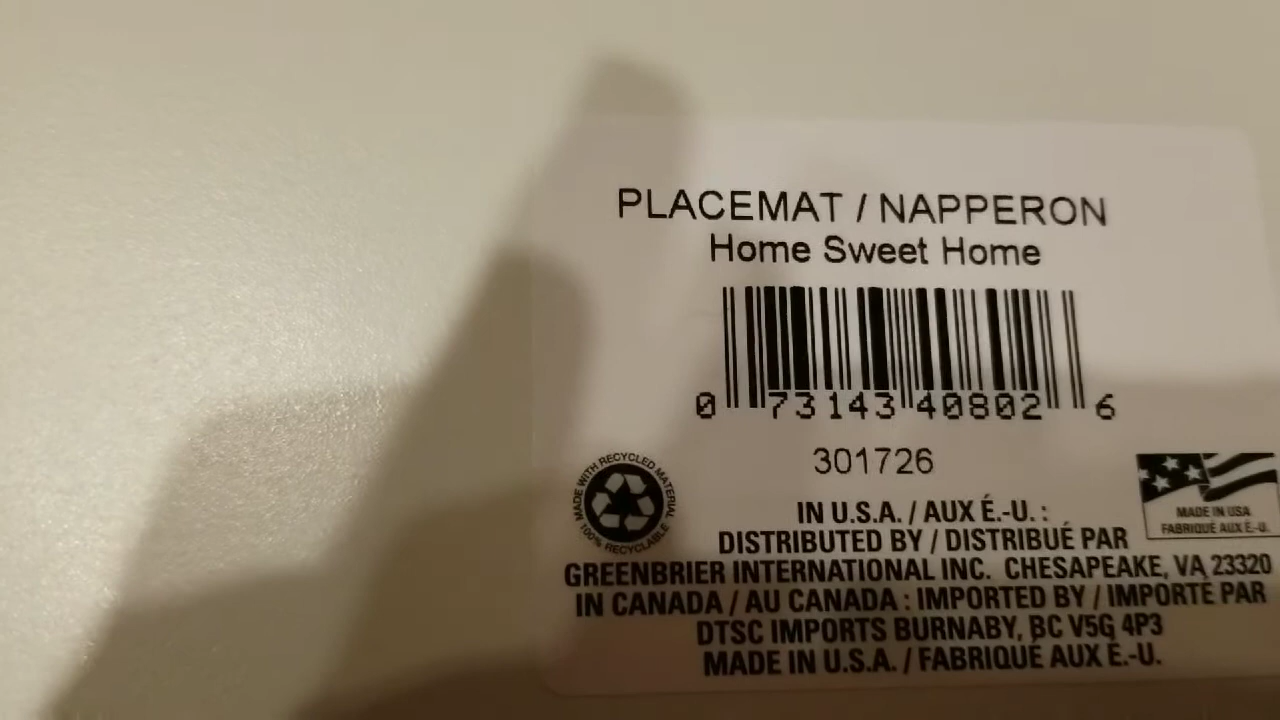 PLACEMAT / NAPPERON
Home Sweet Home
0 73143 40802 6
301726
MADE WITH RECYCLED MATERIAL
100% RECYCLABLE
MADE IN USA
FABRIQUÉ AUX É.-U.
IN U.S.A. / AUX É.-U. :
DISTRIBUTED BY / DISTRIBUÉ PAR
GREENBRIER INTERNATIONAL INC. CHESAPEAKE, VA 23320
IN CANADA / AU CANADA : IMPORTED BY / IMPORTÉ PAR
DTSC IMPORTS BURNABY, BC V5G 4P3
MADE IN U.S.A. / FABRIQUÉ AUX É.-U.